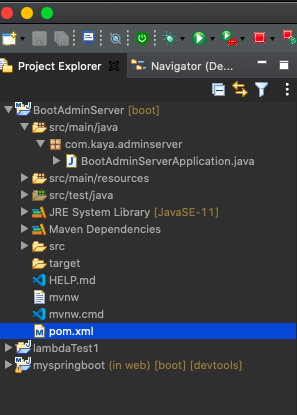 Project Explorer
Navigator (De...
BootAdminServer [boot]
src/main/java
com.kaya.adminserver
BootAdminServerApplication.java
src/main/resources
src/test/java
JRE System Library [JavaSE-11]
Maven Dependencies
src
target
HELP.md
mvnw
mvnw.cmd
pom.xml
lambdaTest1
myspringboot (in web) [boot] [devtools]